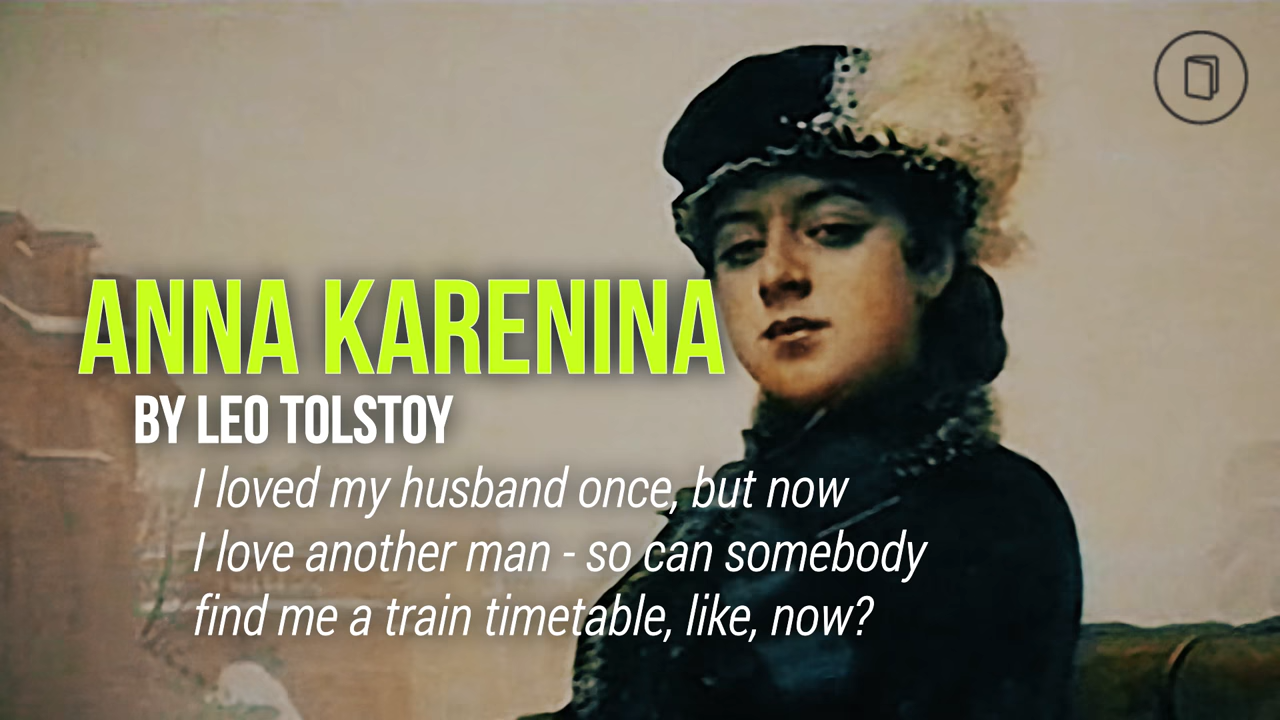 ANNA KARENINA
BY LEO TOLSTOY
I loved my husband once, but now
I love another man - so can somebody
find me a train timetable, like, now?